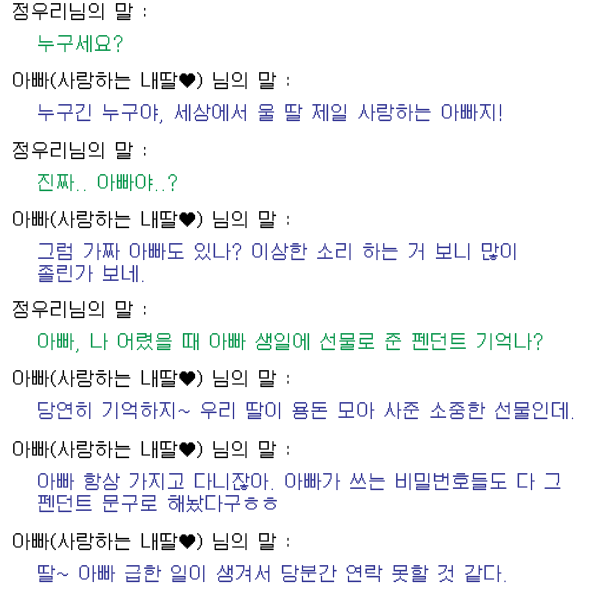 정우리님의 말 :
누구세요?
아빠(사랑하는 내딸♥) 님의 말 :
누구긴 누구야, 세상에서 울 딸 제일 사랑하는 아빠지!
정우리님의 말 :
진짜.. 아빠야..?
아빠(사랑하는 내딸♥) 님의 말 :
그럼 가짜 아빠도 있나? 이상한 소리 하는 거 보니 많이
졸린가 보네.
정우리님의 말 :
아빠, 나 어렸을 때 아빠 생일에 선물로 준 펜던트 기억나?
아빠(사랑하는 내딸♥) 님의 말 :
당연히 기억하지~ 우리 딸이 용돈 모아 사준 소중한 선물인데.
아빠(사랑하는 내딸♥) 님의 말 :
아빠 항상 가지고 다니잖아. 아빠가 쓰는 비밀번호들도 다 그
펜던트 문구로 해놨다구ㅎㅎ
아빠(사랑하는 내딸♥) 님의 말 :
딸~ 아빠 급한 일이 생겨서 당분간 연락 못할 것 같다.